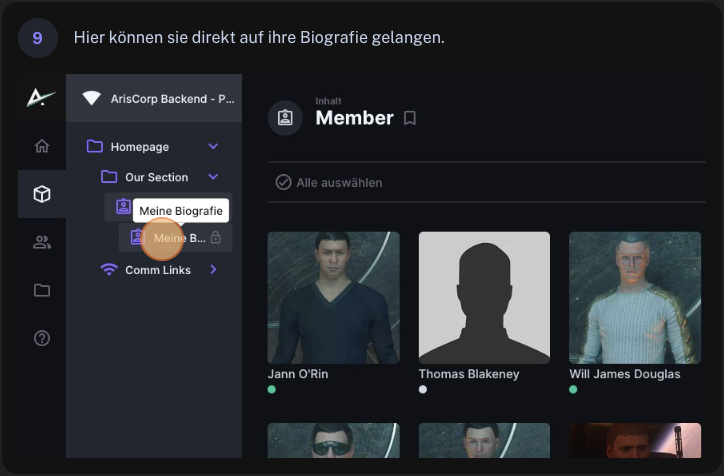 9
Hier können sie direkt auf ihre Biografie gelangen.
ArisCorp Backend - P...
Homepage
Our Section
Meine Biografie
Meine B...
Comm Links
Inhalt
Member
Alle auswählen
Jann O'Rin
Thomas Blakeney
Will James Douglas